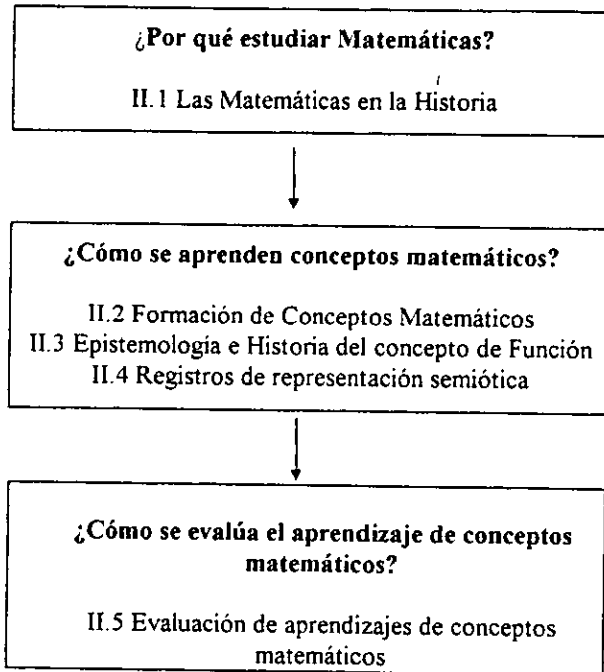 ¿Por qué estudiar Matemáticas?
II.1 Las Matemáticas en la Historia
¿Cómo se aprenden conceptos matemáticos?
II.2 Formación de Conceptos Matemáticos
II.3 Epistemología e Historia del concepto de Función
II.4 Registros de representación semiótica
¿Cómo se evalúa el aprendizaje de conceptos
matemáticos?
II.5 Evaluación de aprendizajes de conceptos
matemáticos